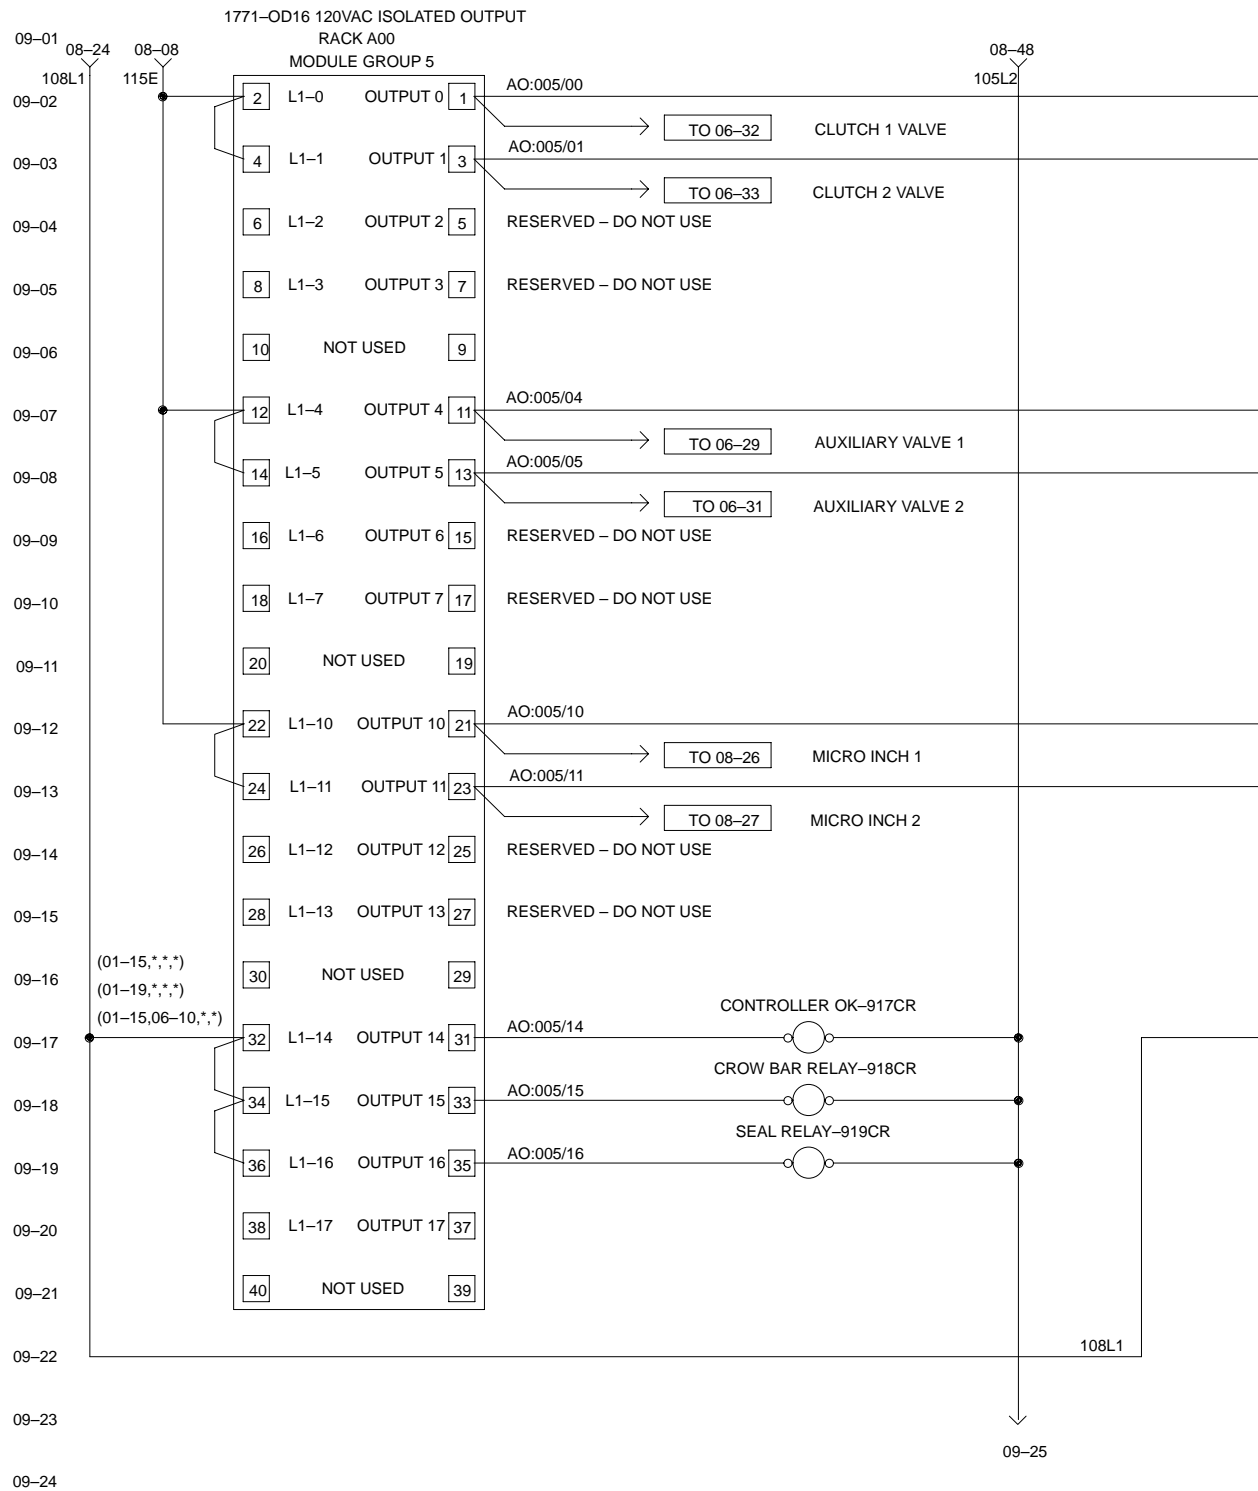 1771–OD16 120VAC ISOLATED OUTPUT
09–01 RACK A00
08–24 08–08 MODULE GROUP 5 08–48
108L1 115E 105L2
09–02 2 L1–0 OUTPUT 0 1 AO:005/00
TO 06–32 CLUTCH 1 VALVE
09–03 4 L1–1 OUTPUT 1 3 AO:005/01
TO 06–33 CLUTCH 2 VALVE
09–04 6 L1–2 OUTPUT 2 5 RESERVED – DO NOT USE
09–05 8 L1–3 OUTPUT 3 7 RESERVED – DO NOT USE
09–06 10 NOT USED 9
09–07 12 L1–4 OUTPUT 4 11 AO:005/04
TO 06–29 AUXILIARY VALVE 1
09–08 14 L1–5 OUTPUT 5 13 AO:005/05
TO 06–31 AUXILIARY VALVE 2
09–09 16 L1–6 OUTPUT 6 15 RESERVED – DO NOT USE
09–10 18 L1–7 OUTPUT 7 17 RESERVED – DO NOT USE
09–11 20 NOT USED 19
09–12 22 L1–10 OUTPUT 10 21 AO:005/10
TO 08–26 MICRO INCH 1
09–13 24 L1–11 OUTPUT 11 23 AO:005/11
TO 08–27 MICRO INCH 2
09–14 26 L1–12 OUTPUT 12 25 RESERVED – DO NOT USE
09–15 28 L1–13 OUTPUT 13 27 RESERVED – DO NOT USE
(01–15,*,*,*)
09–16 30 NOT USED 29
(01–19,*,*,*)
(01–15,06–10,*,*) CONTROLLER OK–917CR
09–17 32 L1–14 OUTPUT 14 31 AO:005/14
CROW BAR RELAY–918CR
09–18 34 L1–15 OUTPUT 15 33 AO:005/15
SEAL RELAY–919CR
09–19 36 L1–16 OUTPUT 16 35 AO:005/16
09–20 38 L1–17 OUTPUT 17 37
09–21 40 NOT USED 39
09–22 108L1
09–23
09–25
09–24